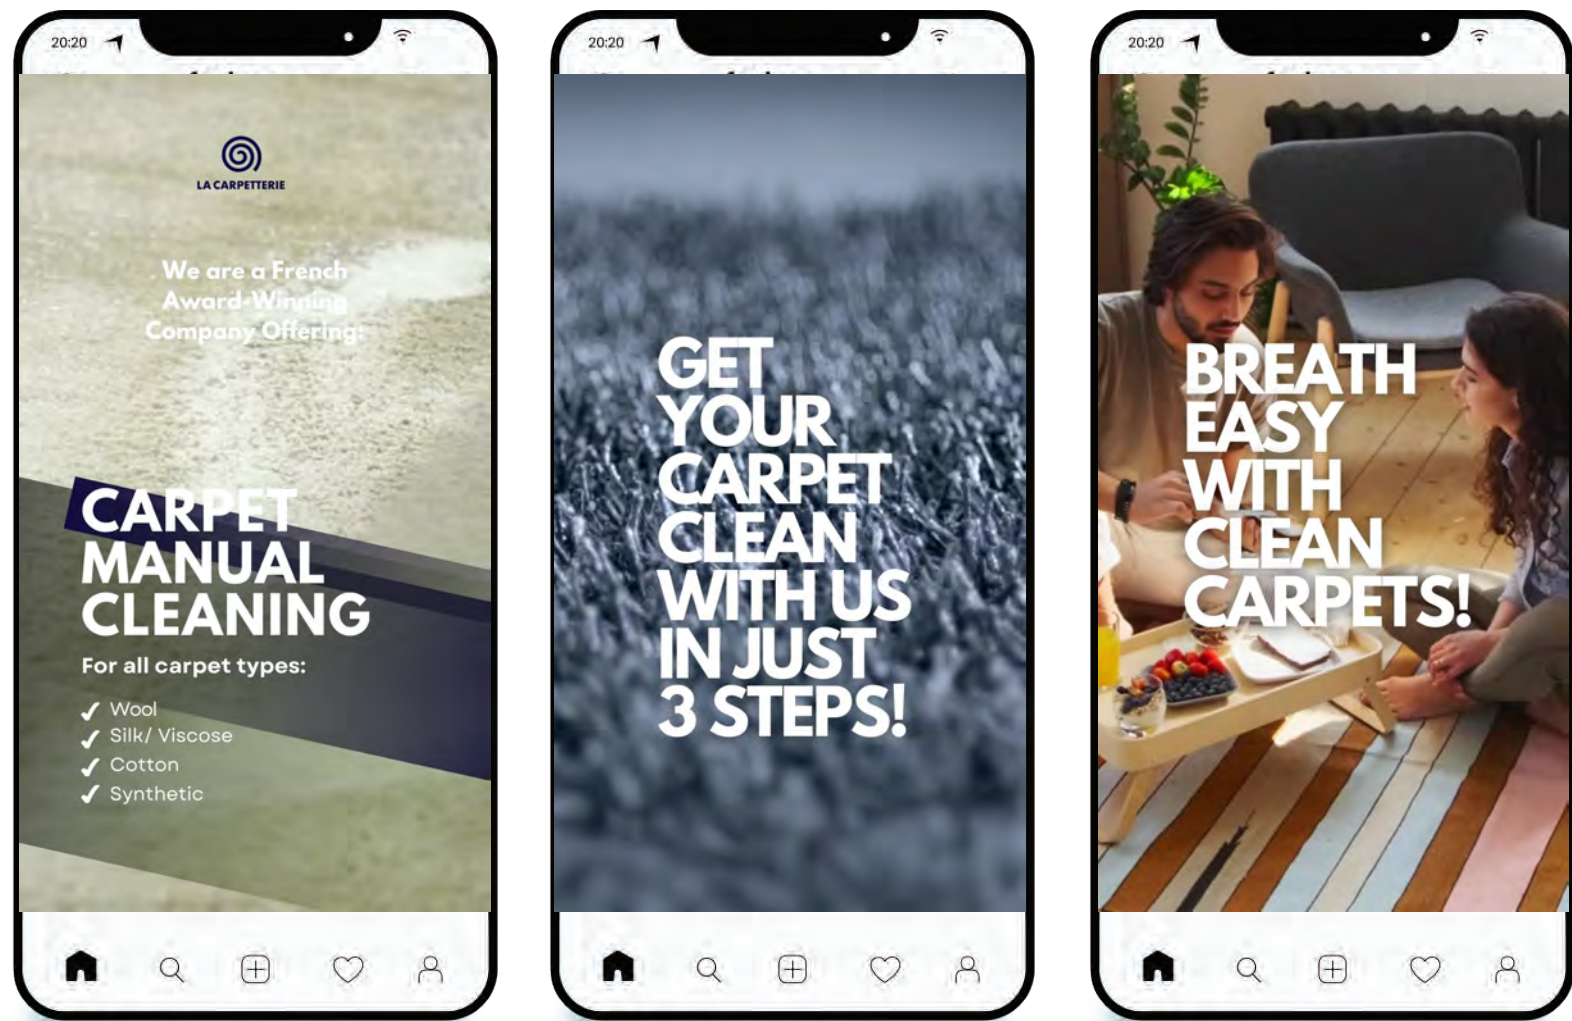 20:20
LA CARPETTERIE
We are a French
Award-Winning
Company Offering:
CARPET
MANUAL
CLEANING
For all carpet types:
Wool
Silk/ Viscose
Cotton
Synthetic
20:20
GET
YOUR
CARPET
CLEAN
WITH US
IN JUST
3 STEPS!
20:20
BREATH
EASY
WITH
CLEAN
CARPETS!